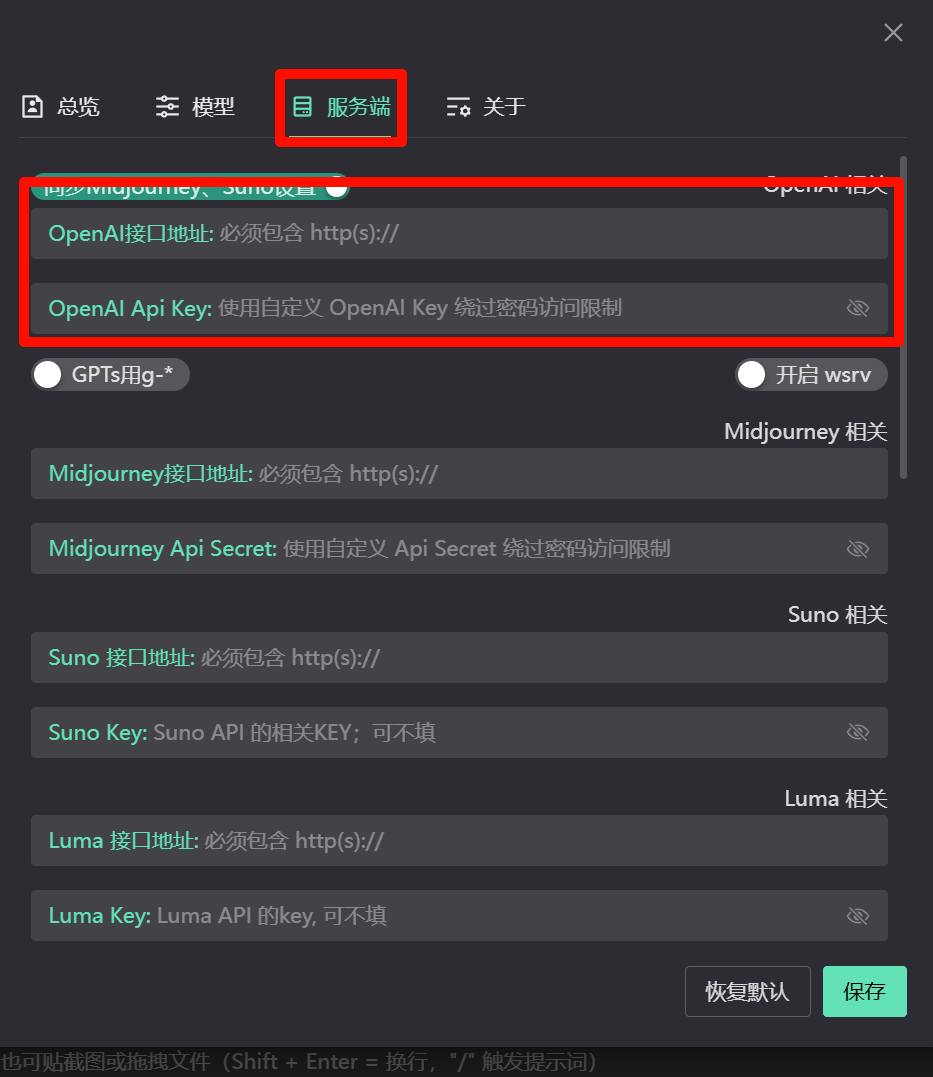 总览 模型 服务端 关于
同步Midjourney、Suno设置 OpenAI 相关
OpenAI接口地址: 必须包含 http(s)://
OpenAI Api Key: 使用自定义 OpenAI Key 绕过密码访问限制
GPTs用g-* 开启 wsrv
Midjourney 相关
Midjourney接口地址: 必须包含 http(s)://
Midjourney Api Secret: 使用自定义 Api Secret 绕过密码访问限制
Suno 相关
Suno 接口地址: 必须包含 http(s)://
Suno Key: Suno API 的相关KEY；可不填
Luma 相关
Luma 接口地址: 必须包含 http(s)://
Luma Key: Luma API 的key, 可不填
恢复默认 保存
也可贴截图或拖拽文件（Shift + Enter = 换行，"/" 触发提示词）